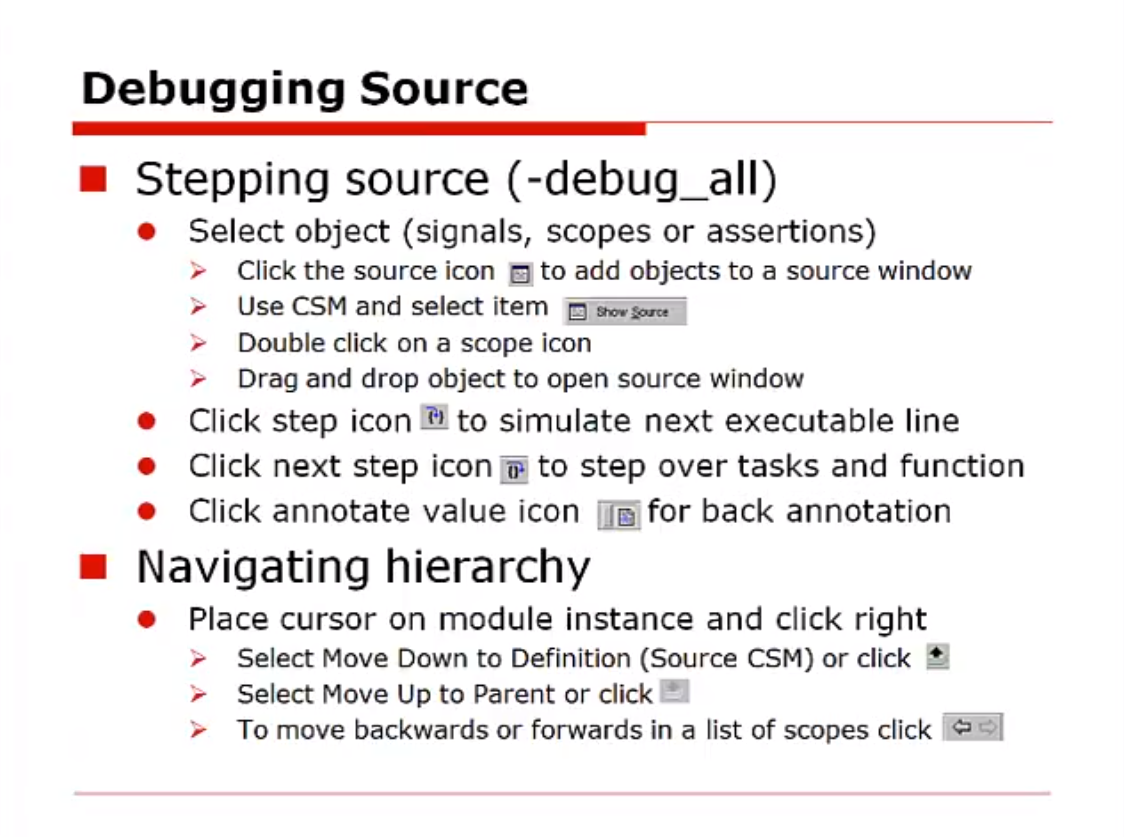 Debugging Source
Stepping source (-debug_all)
Select object (signals, scopes or assertions)
Click the source icon to add objects to a source window
Use CSM and select item Show Source
Double click on a scope icon
Drag and drop object to open source window
Click step icon to simulate next executable line
Click next step icon to step over tasks and function
Click annotate value icon for back annotation
Navigating hierarchy
Place cursor on module instance and click right
Select Move Down to Definition (Source CSM) or click
Select Move Up to Parent or click
To move backwards or forwards in a list of scopes click